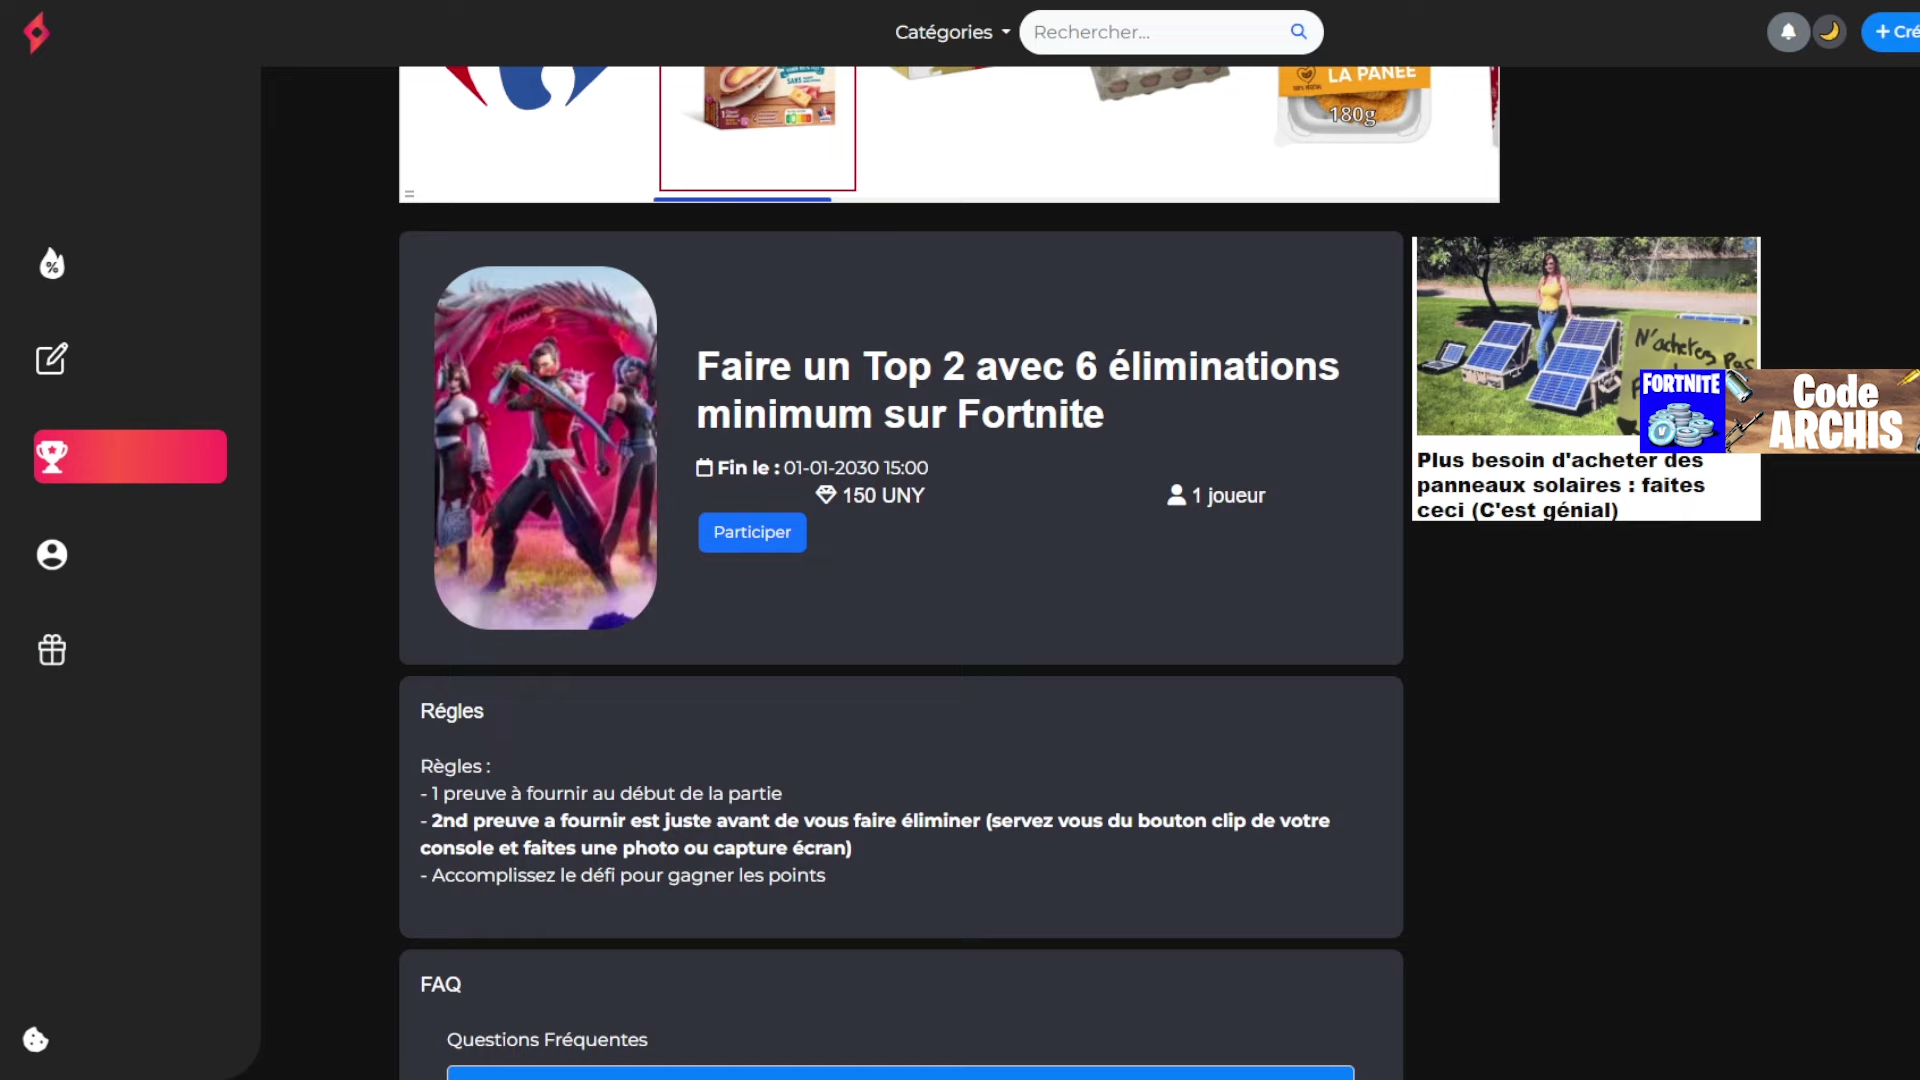 Catégories
Rechercher...
+ Cré
SANS
LA PANÉE
180g
Faire un Top 2 avec 6 éliminations
minimum sur Fortnite
Fin le : 01-01-2030 15:00
150 UNY
1 joueur
Participer
N'achetez Pas
FORTNITE
Code
ARCHIS
Plus besoin d'acheter des
panneaux solaires : faites
ceci (C'est génial)
Régles
Règles :
- 1 preuve à fournir au début de la partie
- 2nd preuve a fournir est juste avant de vous faire éliminer (servez vous du bouton clip de votre
console et faites une photo ou capture écran)
- Accomplissez le défi pour gagner les points
FAQ
Questions Fréquentes